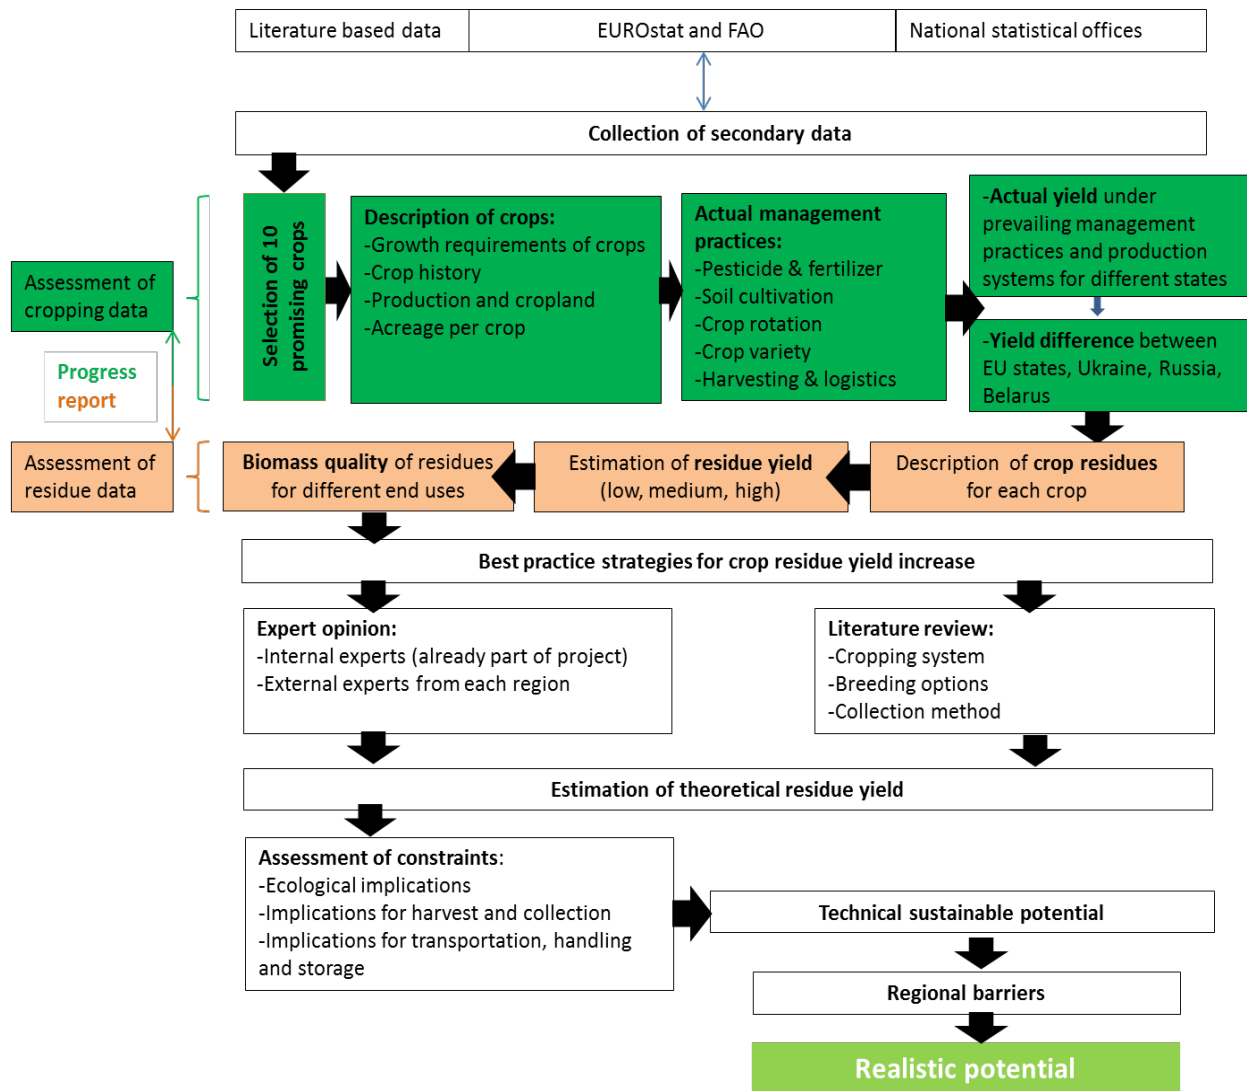 Literature based data
EUROstat and FAO
National statistical offices
Collection of secondary data
Assessment of
cropping data
Selection of 10
promising crops
Description of crops:
-Growth requirements of crops
-Crop history
-Production and cropland
-Acreage per crop
Actual management
practices:
-Pesticide & fertilizer
-Soil cultivation
-Crop rotation
-Crop variety
-Harvesting & logistics
-Actual yield under
prevailing management
practices and production
systems for different states
-Yield difference between
EU states, Ukraine, Russia,
Belarus
Progress
report
Assessment of
residue data
Biomass quality of residues
for different end uses
Estimation of residue yield
(low, medium, high)
Description of crop residues
for each crop
Best practice strategies for crop residue yield increase
Expert opinion:
-Internal experts (already part of project)
-External experts from each region
Literature review:
-Cropping system
-Breeding options
-Collection method
Estimation of theoretical residue yield
Assessment of constraints:
-Ecological implications
-Implications for harvest and collection
-Implications for transportation, handling
and storage
Technical sustainable potential
Regional barriers
Realistic potential